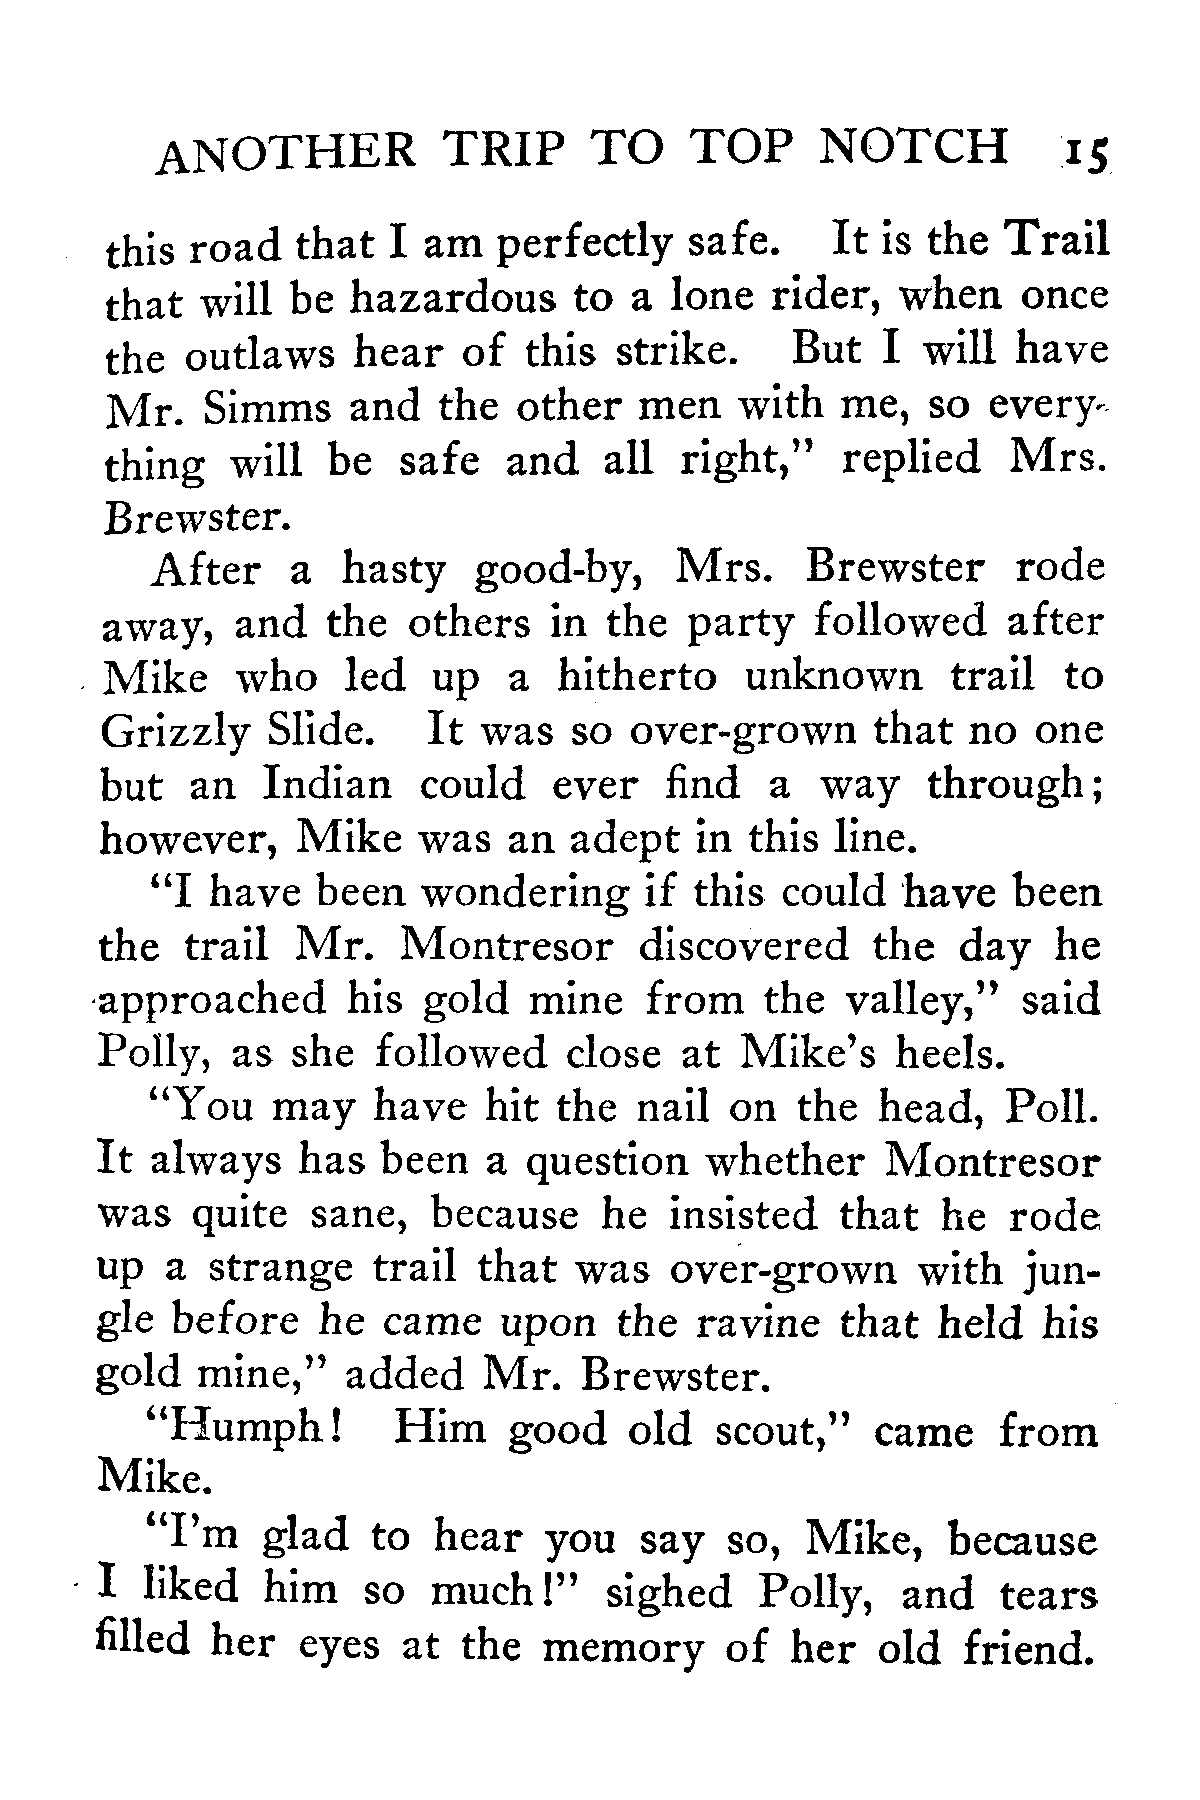 ANOTHER TRIP TO TOP NOTCH 15
this road that I am perfectly safe. It is the Trail
that will be hazardous to a lone rider, when once
the outlaws hear of this strike. But I will have
Mr. Simms and the other men with me, so every-
thing will be safe and all right," replied Mrs.
Brewster.
After a hasty good-by, Mrs. Brewster rode
away, and the others in the party followed after
Mike who led up a hitherto unknown trail to
Grizzly Slide. It was so over-grown that no one
but an Indian could ever find a way through;
however, Mike was an adept in this line.
"I have been wondering if this could have been
the trail Mr. Montresor discovered the day he
approached his gold mine from the valley," said
Polly, as she followed close at Mike's heels.
"You may have hit the nail on the head, Poll.
It always has been a question whether Montresor
was quite sane, because he insisted that he rode
up a strange trail that was over-grown with jun-
gle before he came upon the ravine that held his
gold mine," added Mr. Brewster.
"Humph! Him good old scout," came from
Mike.
"I'm glad to hear you say so, Mike, because
I liked him so much!" sighed Polly, and tears
filled her eyes at the memory of her old friend.